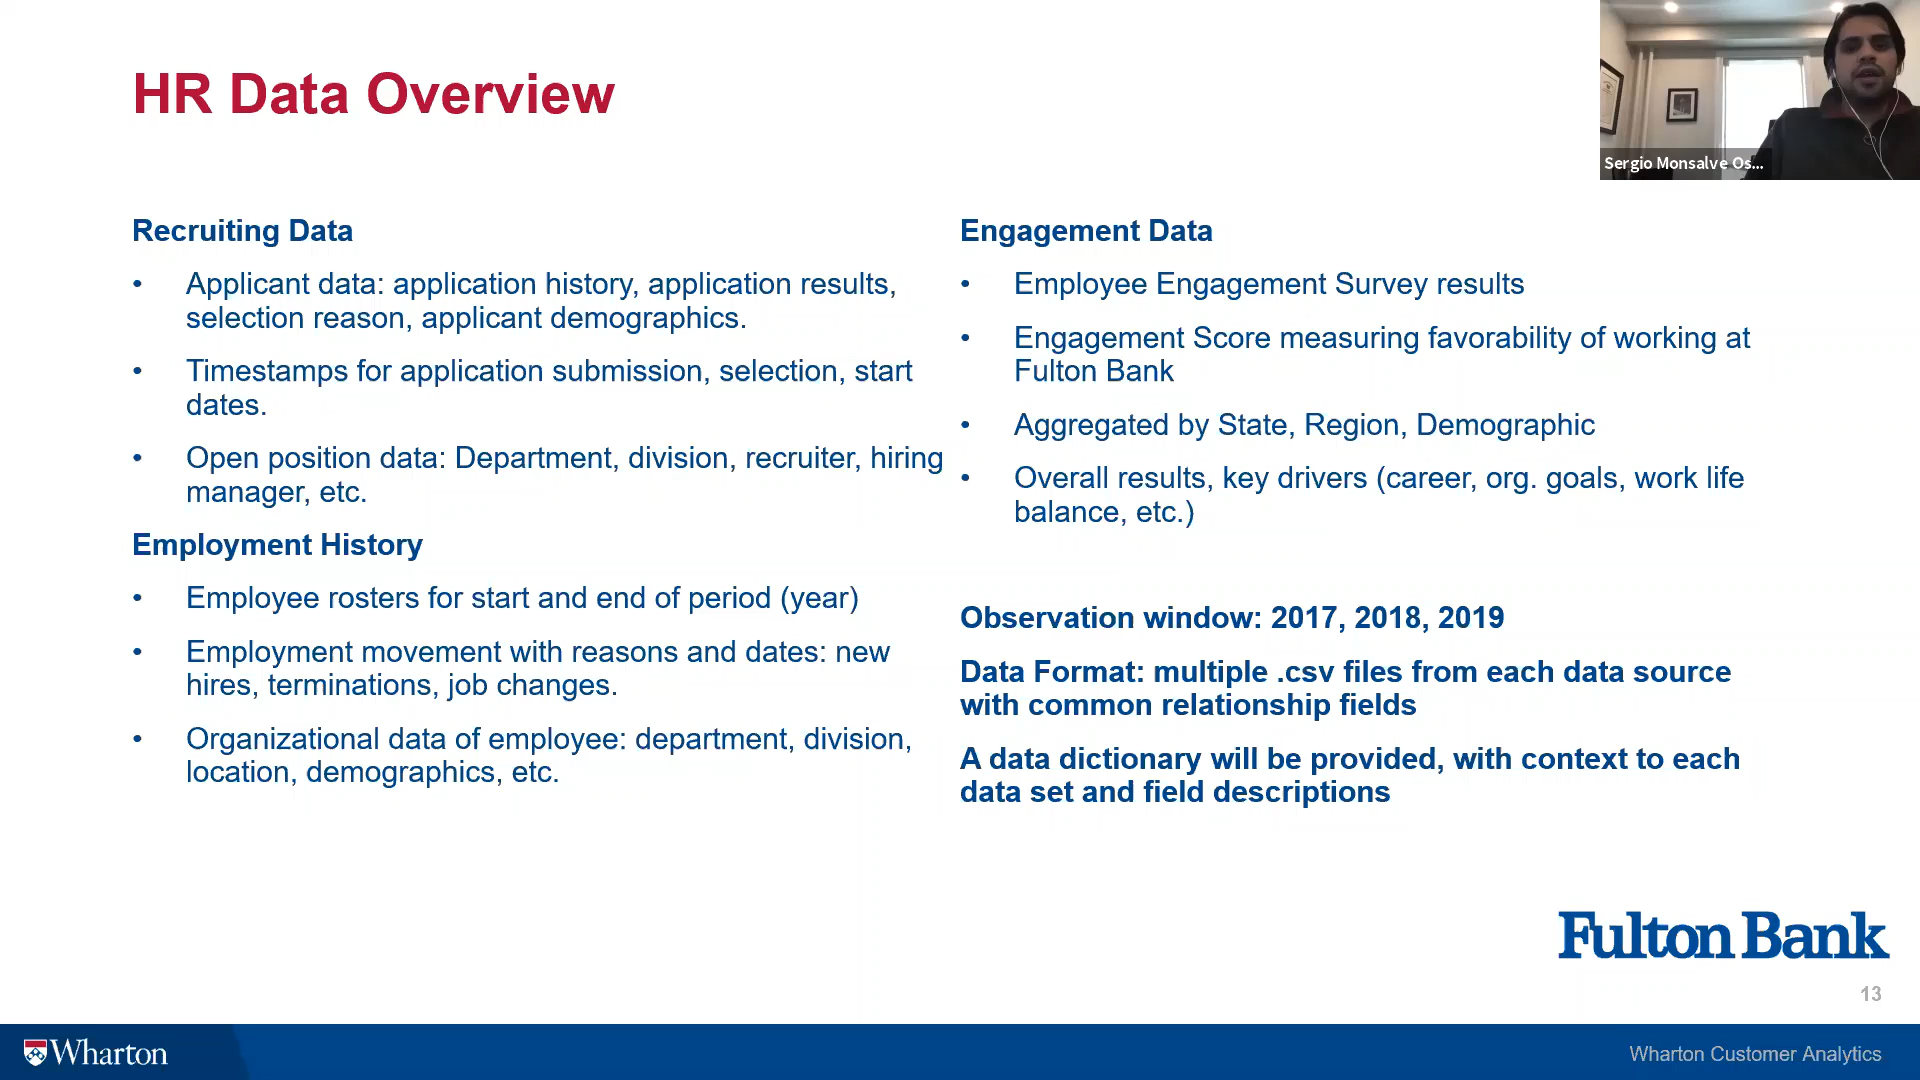 HR Data Overview
Sergio Monsalve Os...
Recruiting Data
• Applicant data: application history, application results,
selection reason, applicant demographics.
• Timestamps for application submission, selection, start
dates.
• Open position data: Department, division, recruiter, hiring
manager, etc.
Employment History
• Employee rosters for start and end of period (year)
• Employment movement with reasons and dates: new
hires, terminations, job changes.
• Organizational data of employee: department, division,
location, demographics, etc.
Engagement Data
• Employee Engagement Survey results
• Engagement Score measuring favorability of working at
Fulton Bank
• Aggregated by State, Region, Demographic
• Overall results, key drivers (career, org. goals, work life
balance, etc.)
Observation window: 2017, 2018, 2019
Data Format: multiple .csv files from each data source
with common relationship fields
A data dictionary will be provided, with context to each
data set and field descriptions
Fulton Bank
13
Wharton
Wharton Customer Analytics